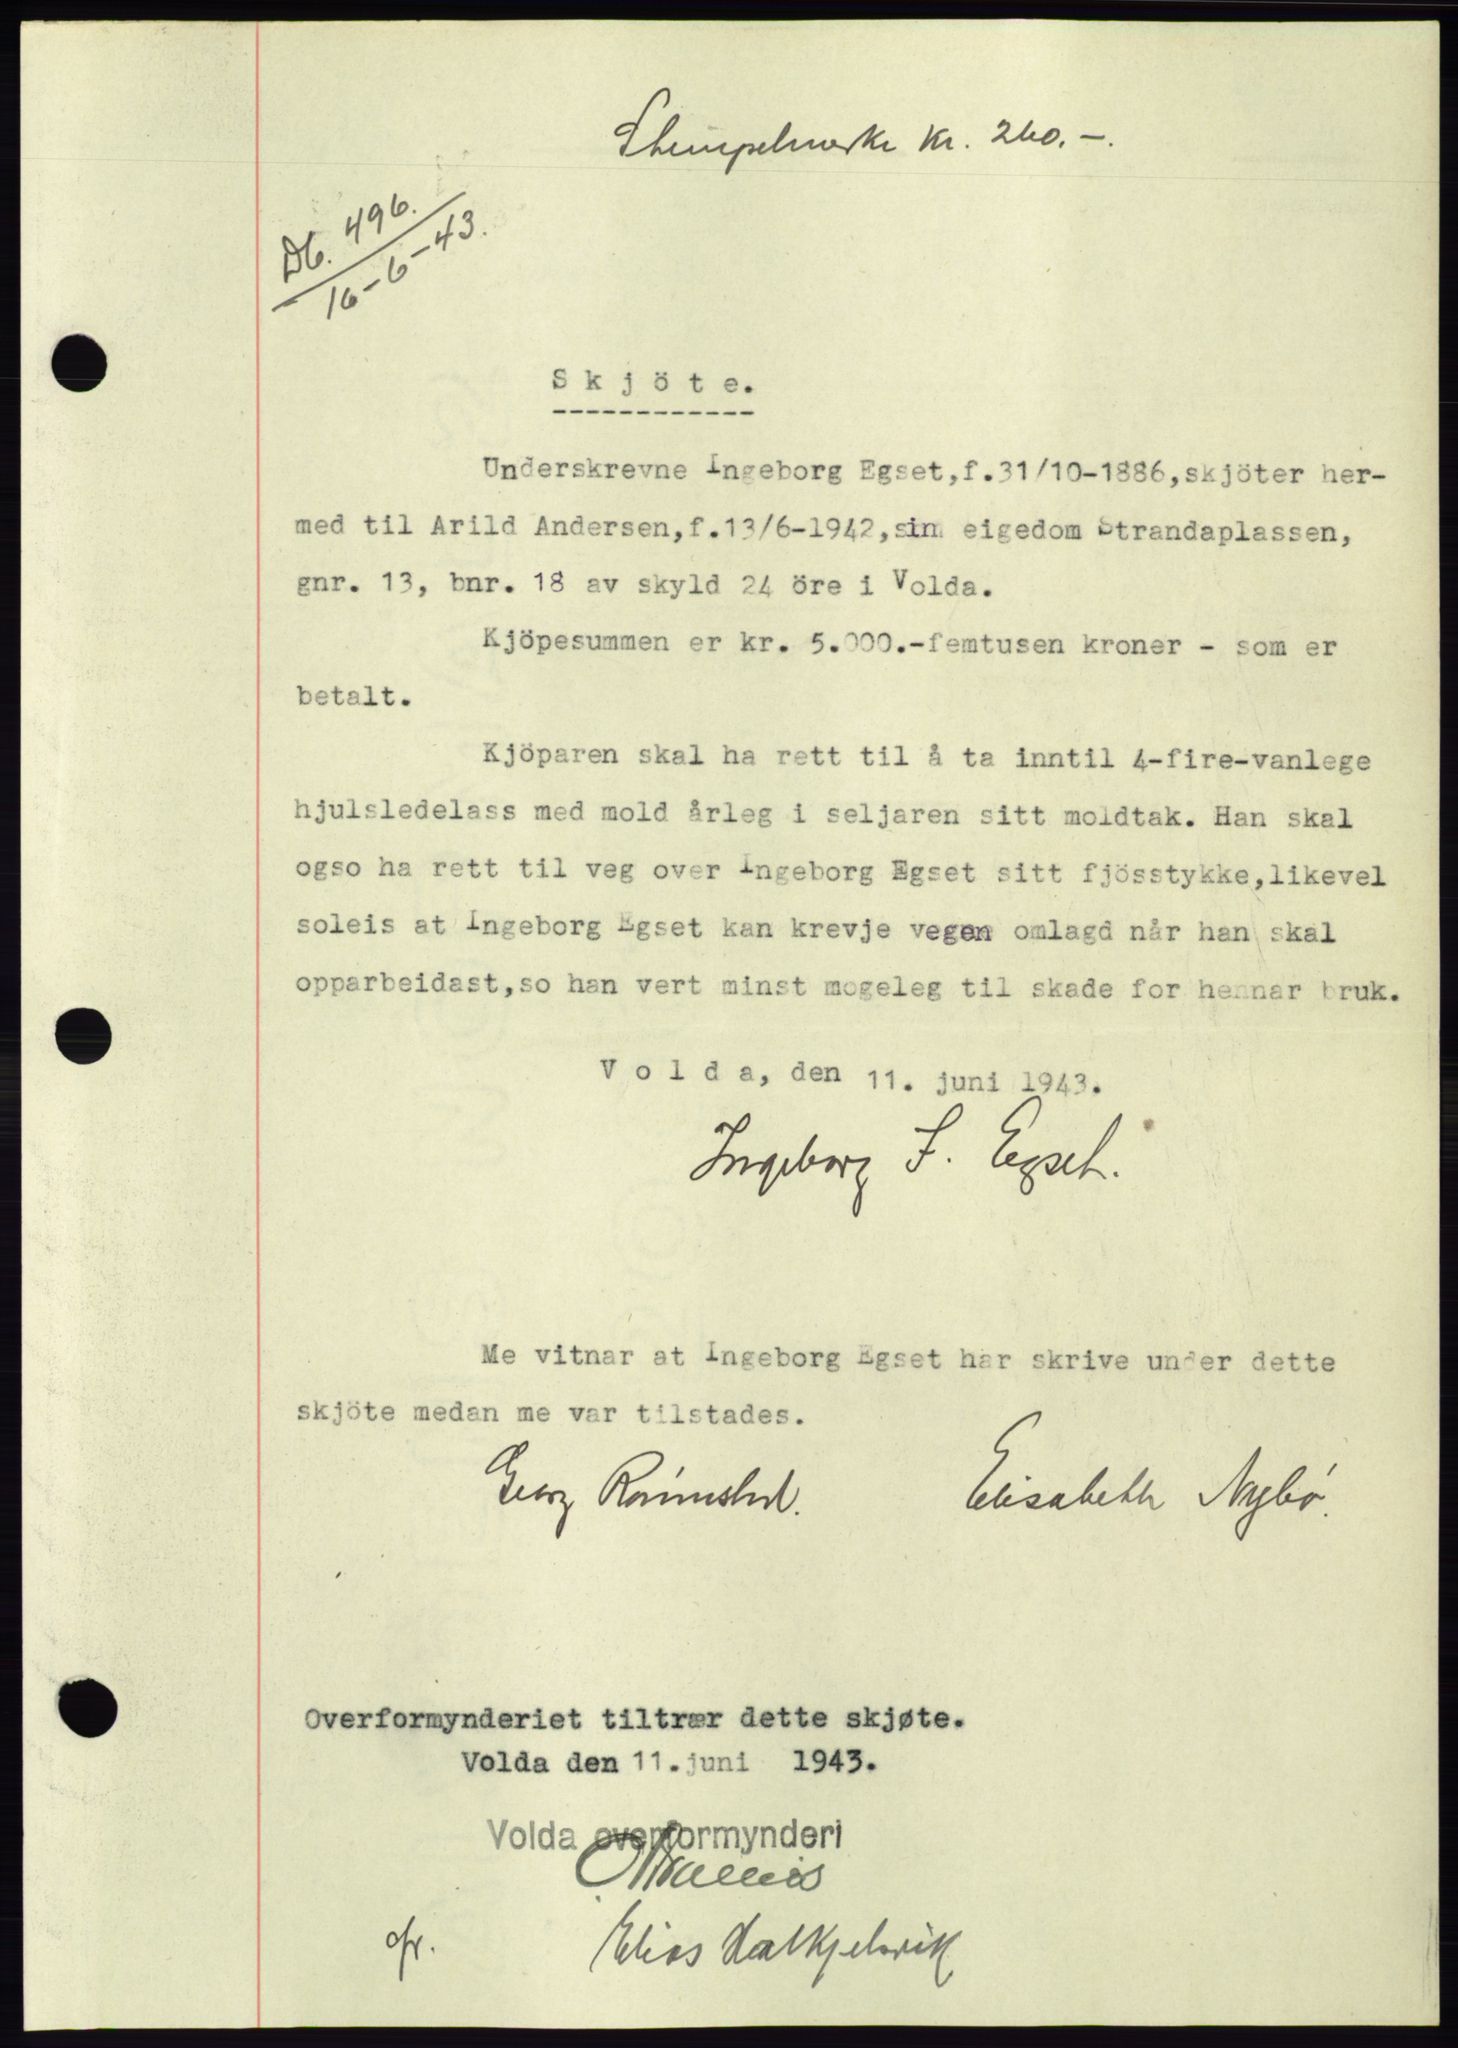 Stempelmerke kr. 260.-.
Db. 496.
16-6-43.
Skjöte.
Underskrevne Ingeborg Egset,f.31/10-1886,skjöter her-
med til Arild Andersen,f.13/6-1942,sin eigedom Strandaplassen,
gnr. 13, bnr. 18 av skyld 24 öre i Volda.
Kjöpesummen er kr. 5.000.-femtusen kroner - som er
betalt.
Kjöparen skal ha rett til å ta inntil 4-fire-vanlege
hjulsledelass med mold årleg i seljaren sitt moldtak. Han skal
ogso ha rett til veg over Ingeborg Egset sitt fjösstykke,likevel
soleis at Ingeborg Egset kan krevje vegen omlagd når han skal
opparbeidast,so han vert minst mogeleg til skade for hennar bruk.
Volda, den 11. juni 1943.
Ingeborg F. Egset.
Me vitnar at Ingeborg Egset har skrive under dette
skjöte medan me var tilstades.
Georg Elisabeth Nybö.
Overformynderiet tiltrær dette skjøte.
Volda den 11.juni 1943.
Volda overformynderi
Elias Halkjelsvik